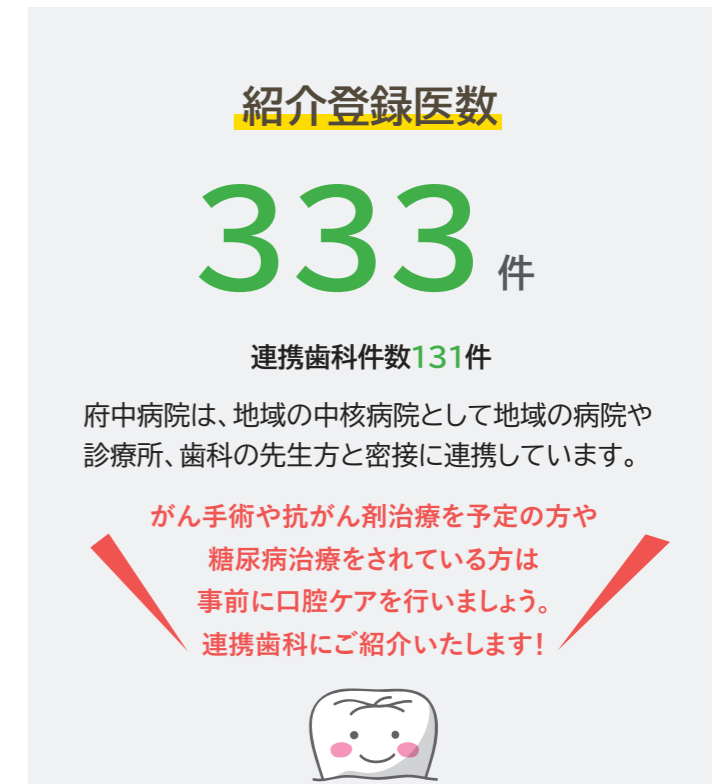 紹介登録医数
333件
連携歯科件数131件
府中病院は、地域の中核病院として地域の病院や
診療所、歯科の先生方と密接に連携しています。
がん手術や抗がん剤治療を予定の方や
糖尿病治療をされている方は
事前に口腔ケアを行いましょう。
連携歯科にご紹介いたします！